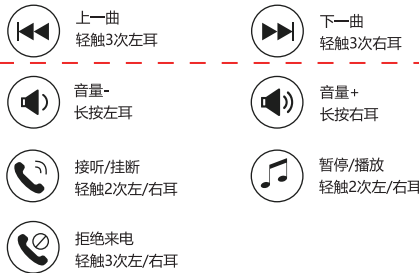 上一曲
轻触3次左耳
下一曲
轻触3次右耳
音量-
长按左耳
音量+
长按右耳
接听/挂断
轻触2次左/右耳
暂停/播放
轻触2次左/右耳
拒绝来电
轻触3次左/右耳